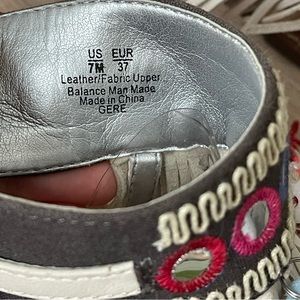 US EUR
7M 37
Leather/Fabric Upper
Balance Man Made
Made in China
GERE